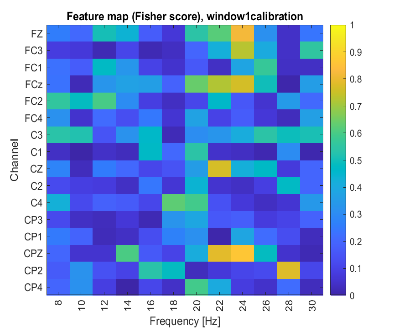 Feature map (Fisher score), window1calibration
Channel
FZ
FC3
FC1
FCz
FC2
FC4
C3
C1
CZ
C2
C4
CP3
CP1
CPZ
CP2
CP4
8 10 12 14 16 18 20 22 24 26 28 30
Frequency [Hz]
1
0.9
0.8
0.7
0.6
0.5
0.4
0.3
0.2
0.1
0